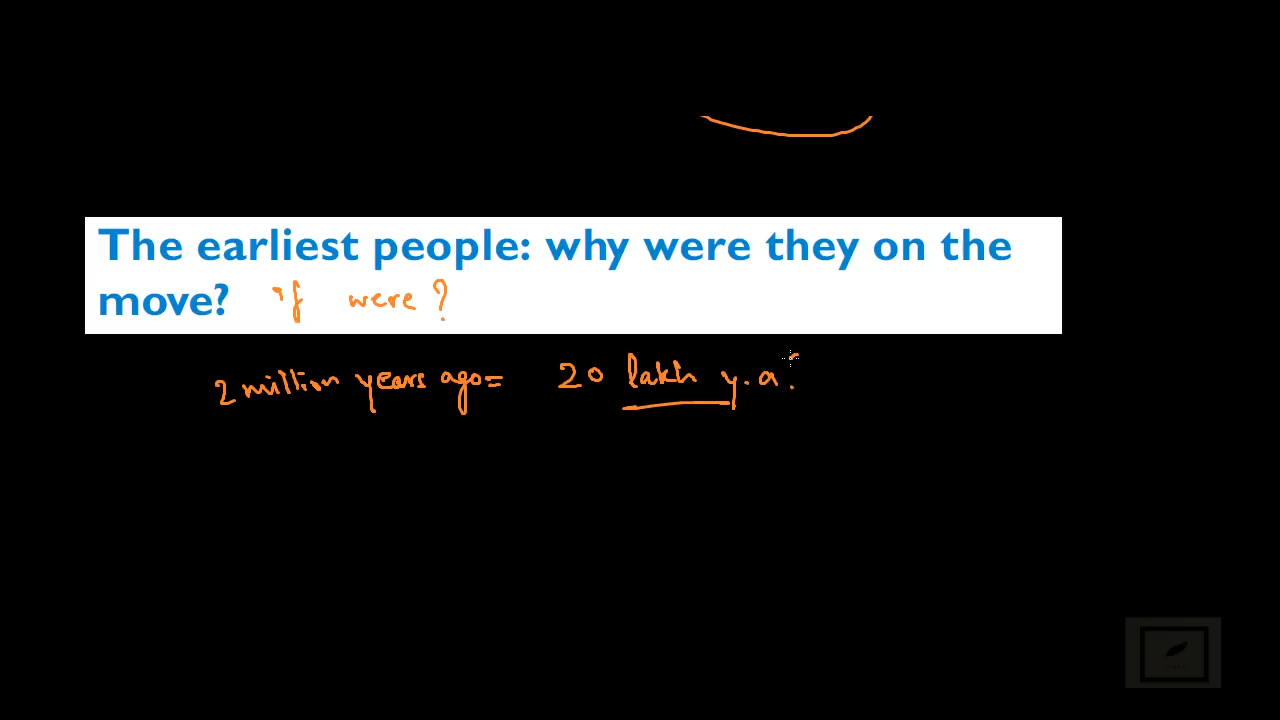 The earliest people: why were they on the
move? if were ?
2 million years ago = 20 lakh y.a.